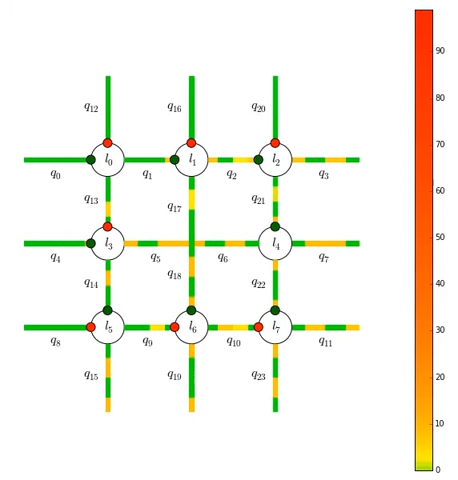 90
80
70
60
50
40
30
20
10
0
q12 q16 q20
l0 l1 l2
q0 q1 q2 q3
q13 q17 q21
l3 l4
q4 q5 q6 q7
q14 q18 q22
l5 l6 l7
q8 q9 q10 q11
q15 q19 q23